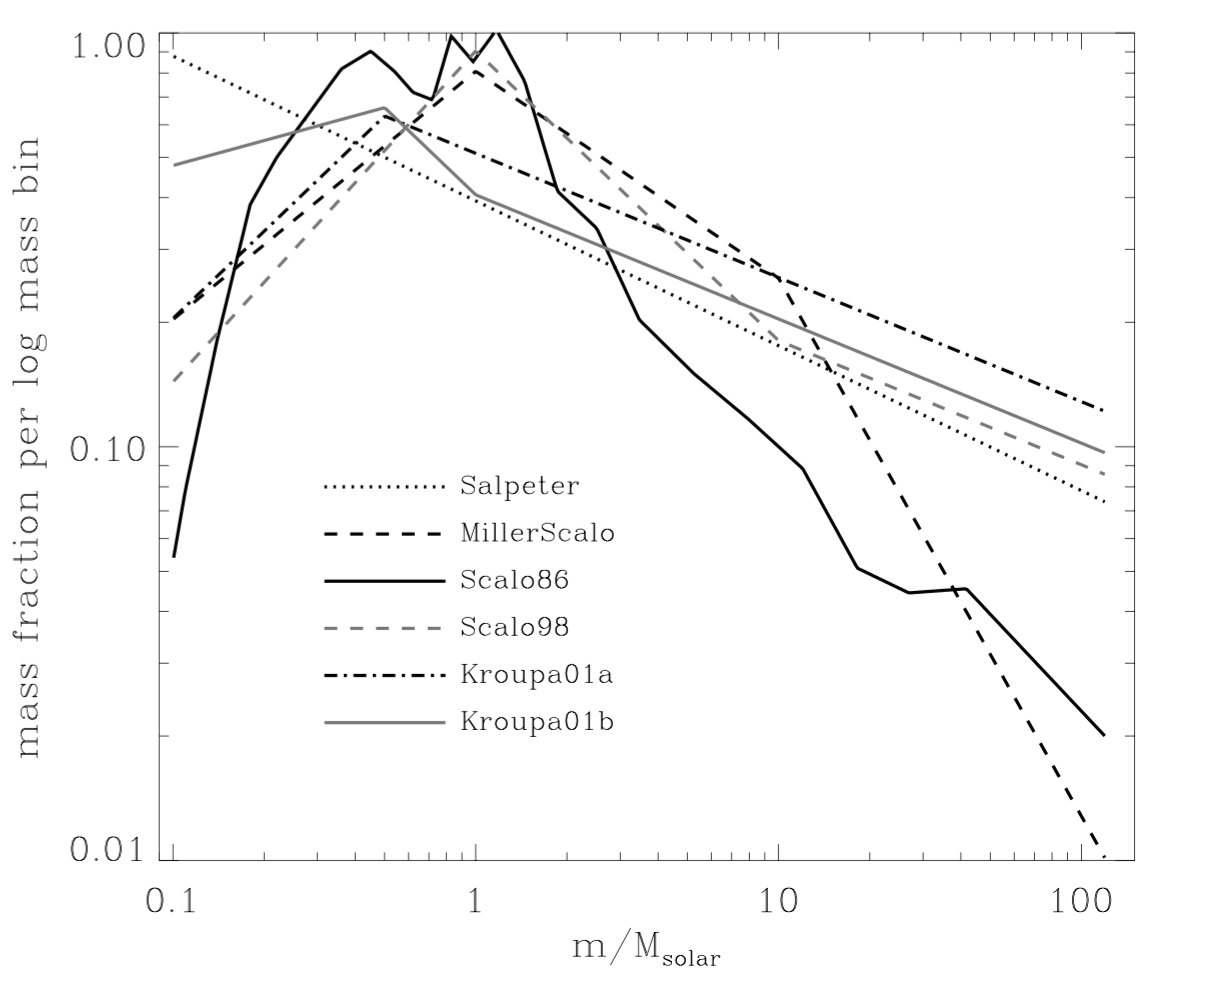 mass fraction per log mass bin
1.00
0.10
0.01
Salpeter
MillerScalo
Scalo86
Scalo98
Kroupa01a
Kroupa01b
0.1 1 10 100
m/M_solar